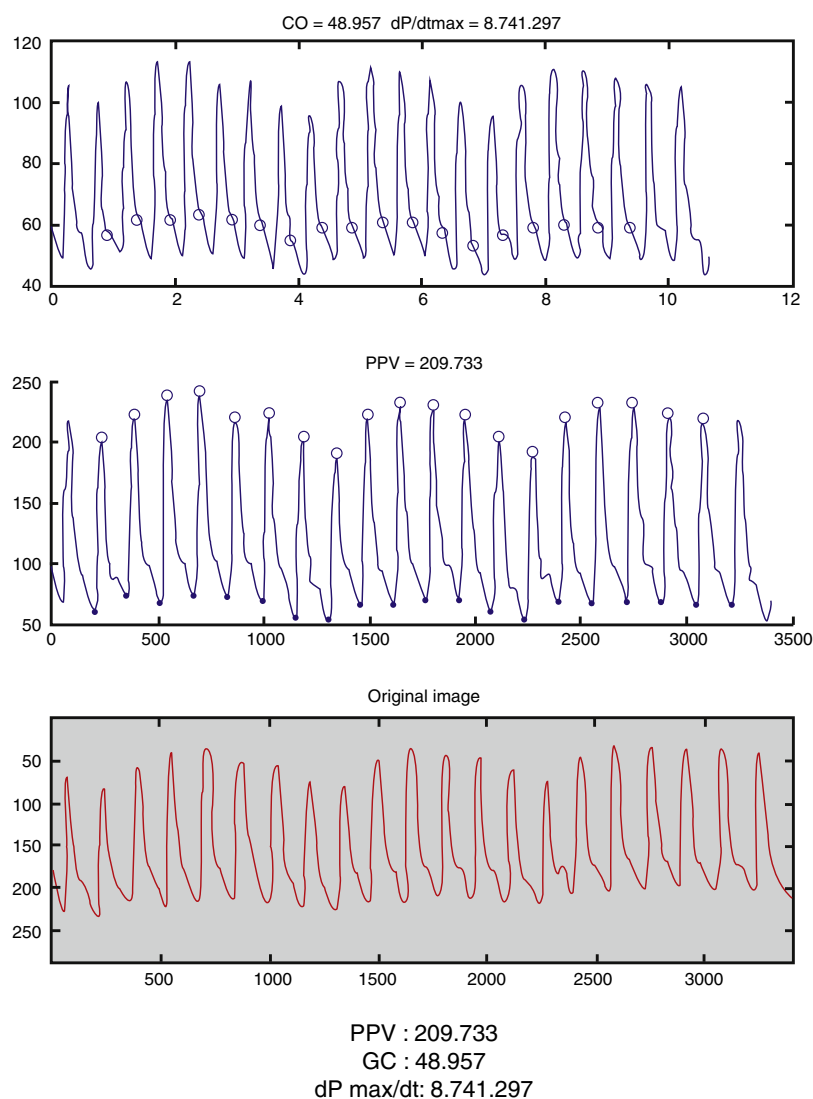 CO = 48.957 dP/dtmax = 8.741.297
120
100
80
60
40
0 2 4 6 8 10 12
PPV = 209.733
250
200
150
100
50
0 500 1000 1500 2000 2500 3000 3500
Original image
50
100
150
200
250
500 1000 1500 2000 2500 3000
PPV : 209.733
GC : 48.957
dP max/dt: 8.741.297